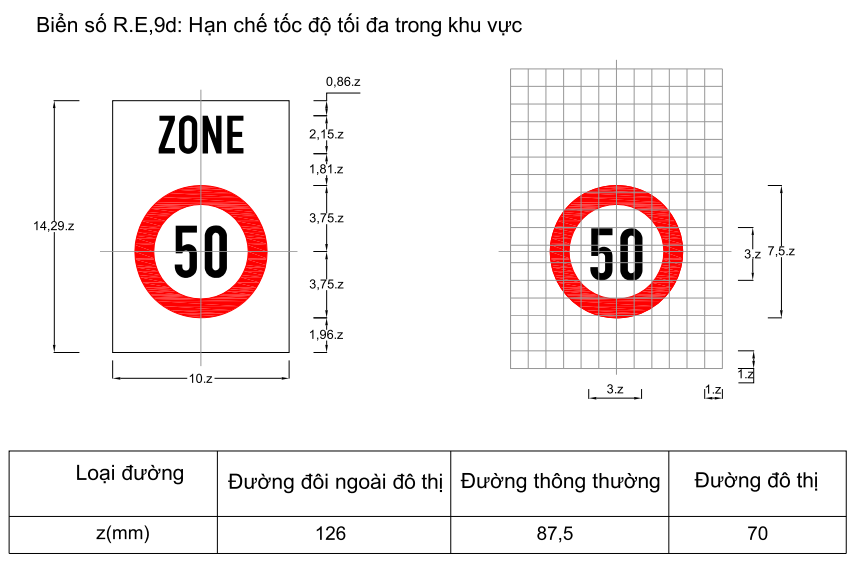 Biển số R.E,9d: Hạn chế tốc độ tối đa trong khu vực
0,86.z
ZONE
2,15.z
1,81.z
14,29.z
50
3,75.z
3,75.z
1,96.z
10.z
50
3.z
7,5.z
1.z
3.z
1.z
Loại đường
Đường đôi ngoài đô thị
Đường thông thường
Đường đô thị
z(mm)
126
87,5
70